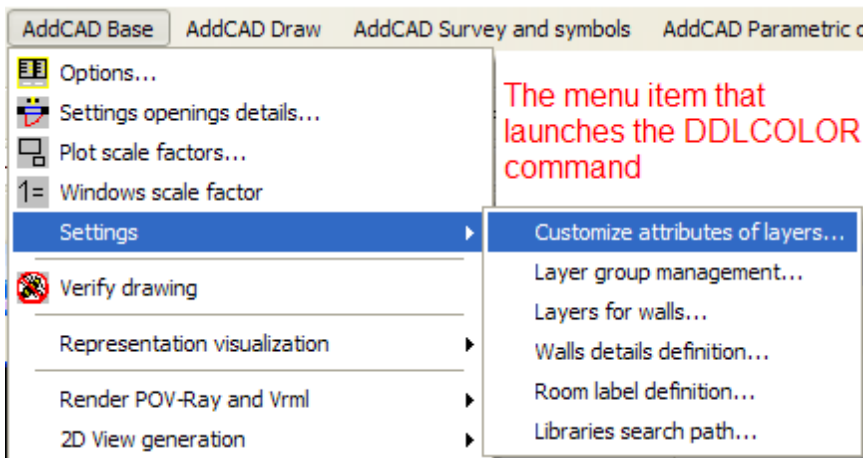 AddCAD Base AddCAD Draw AddCAD Survey and symbols AddCAD Parametric
Options...
Settings openings details...
Plot scale factors...
1= Windows scale factor
Settings
Verify drawing
Representation visualization
Render POV-Ray and Vrml
2D View generation
The menu item that
launches the DDLCOLOR
command
Customize attributes of layers...
Layer group management...
Layers for walls...
Walls details definition...
Room label definition...
Libraries search path...